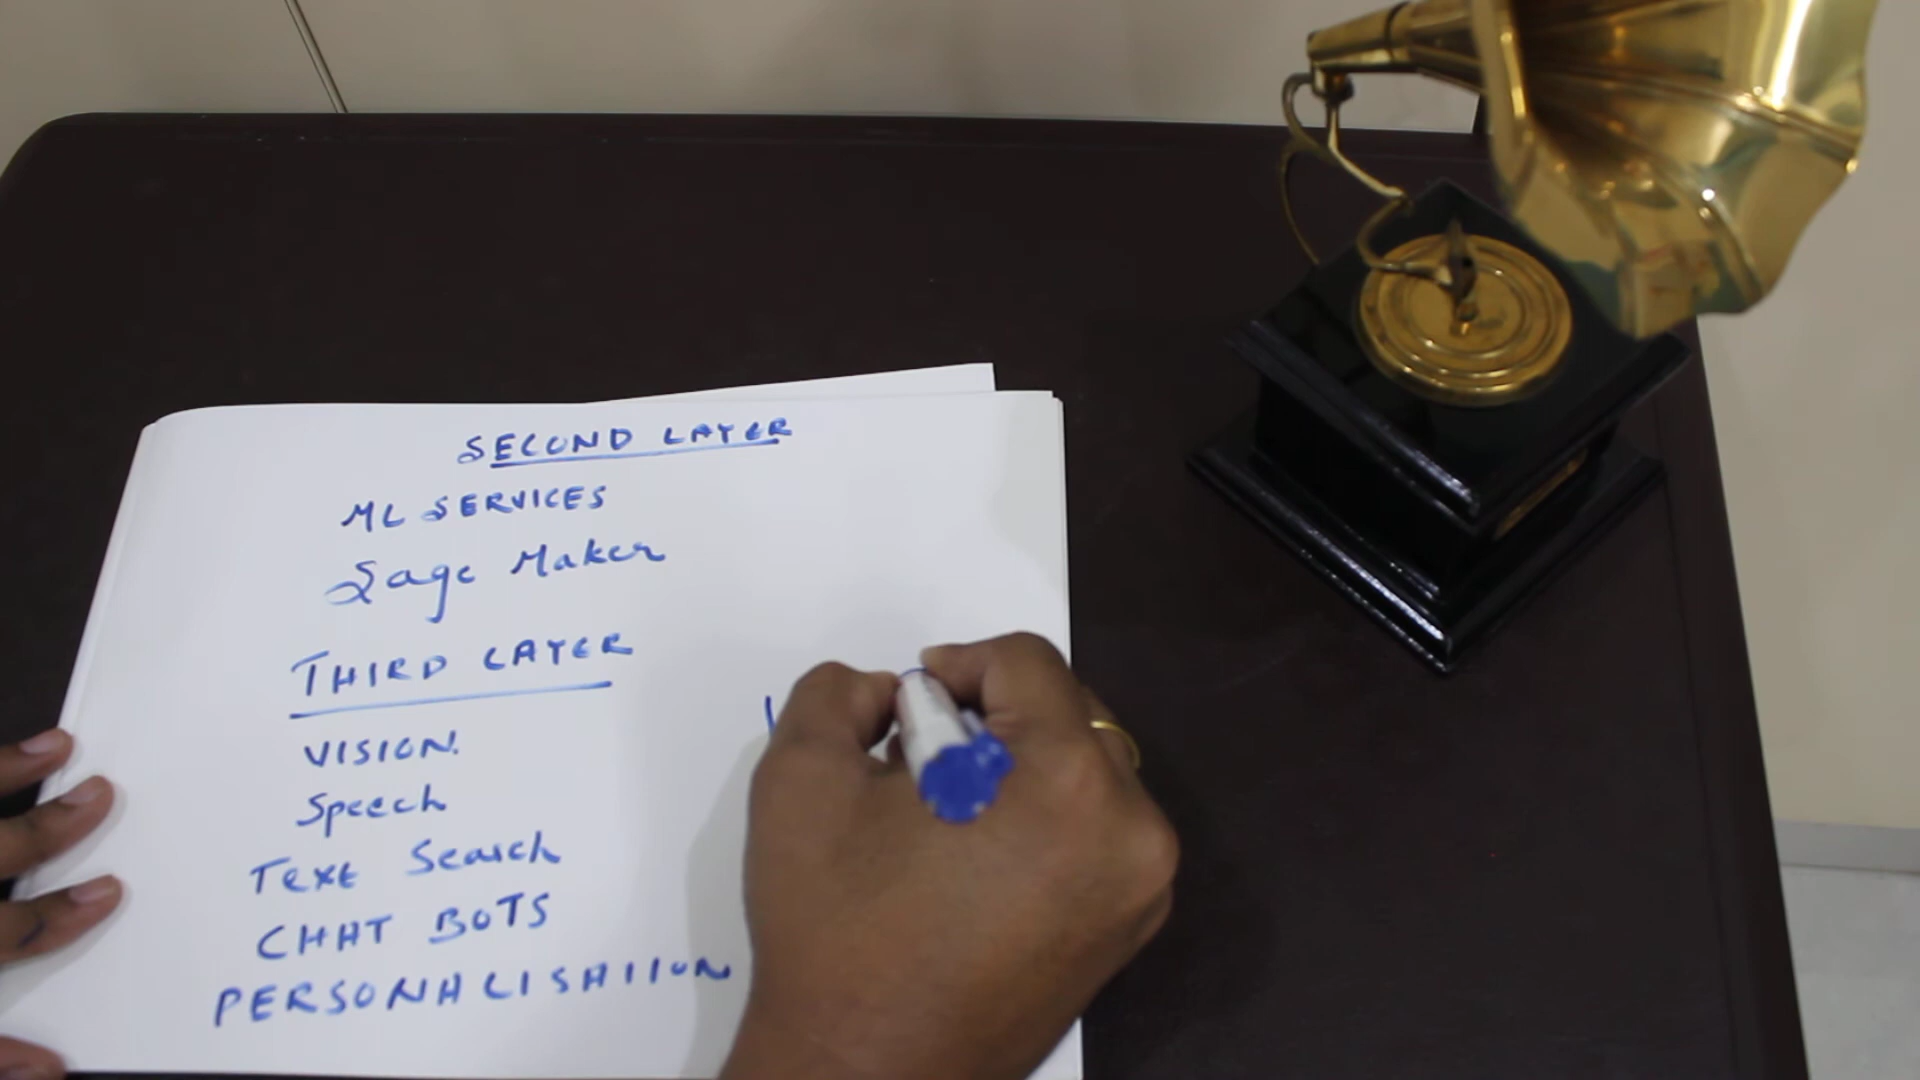 SECOND LAYER
ML SERVICES
Sage Maker
THIRD LAYER
VISION.
Speech
Text Search
CHAT BOTS
PERSONALISATION